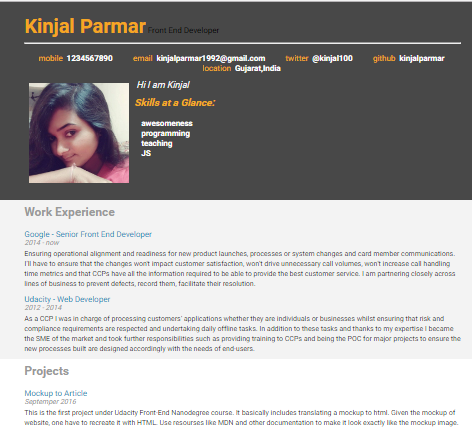 Kinjal Parmar Front End Developer
mobile 1234567890 email kinjalparmar1992@gmail.com twitter @kinjal100 github kinjalparmar
location Gujarat,India
Hi I am Kinjal
Skills at a Glance:
awesomeness
programming
teaching
JS
Work Experience
Google - Senior Front End Developer
2014 - now
Ensuring operational alignment and readiness for new product launches, processes or system changes and card member communications.
I'll have to ensure that the changes won't impact customer satisfaction, won't drive unnecessary call volumes, won't increase call handling
time metrics and that CCPs have all the information required to be able to provide the best customer service. I am partnering closely across
lines of business to prevent defects, record them, facilitate their resolution.
Udacity - Web Developer
2012 - 2014
As a CCP I was in charge of processing customers' applications whether they are individuals or businesses whilst ensuring that risk and
compliance requirements are respected and undertaking daily offline tasks. In addition to these tasks and thanks to my expertise I became
the SME of the market and took further responsibilities such as providing training to CCPs and being the POC for major projects to ensure the
new processes built are designed accordingly with the needs of end-users.
Projects
Mockup to Article
Septemper 2016
This is the first project under Udacity Front-End Nanodegree course. It basically includes translating a mockup to html. Given the mockup of
website, one have to recreate it with HTML. Use resourses like MDN and other documentation to make it look exactly like the mockup image.